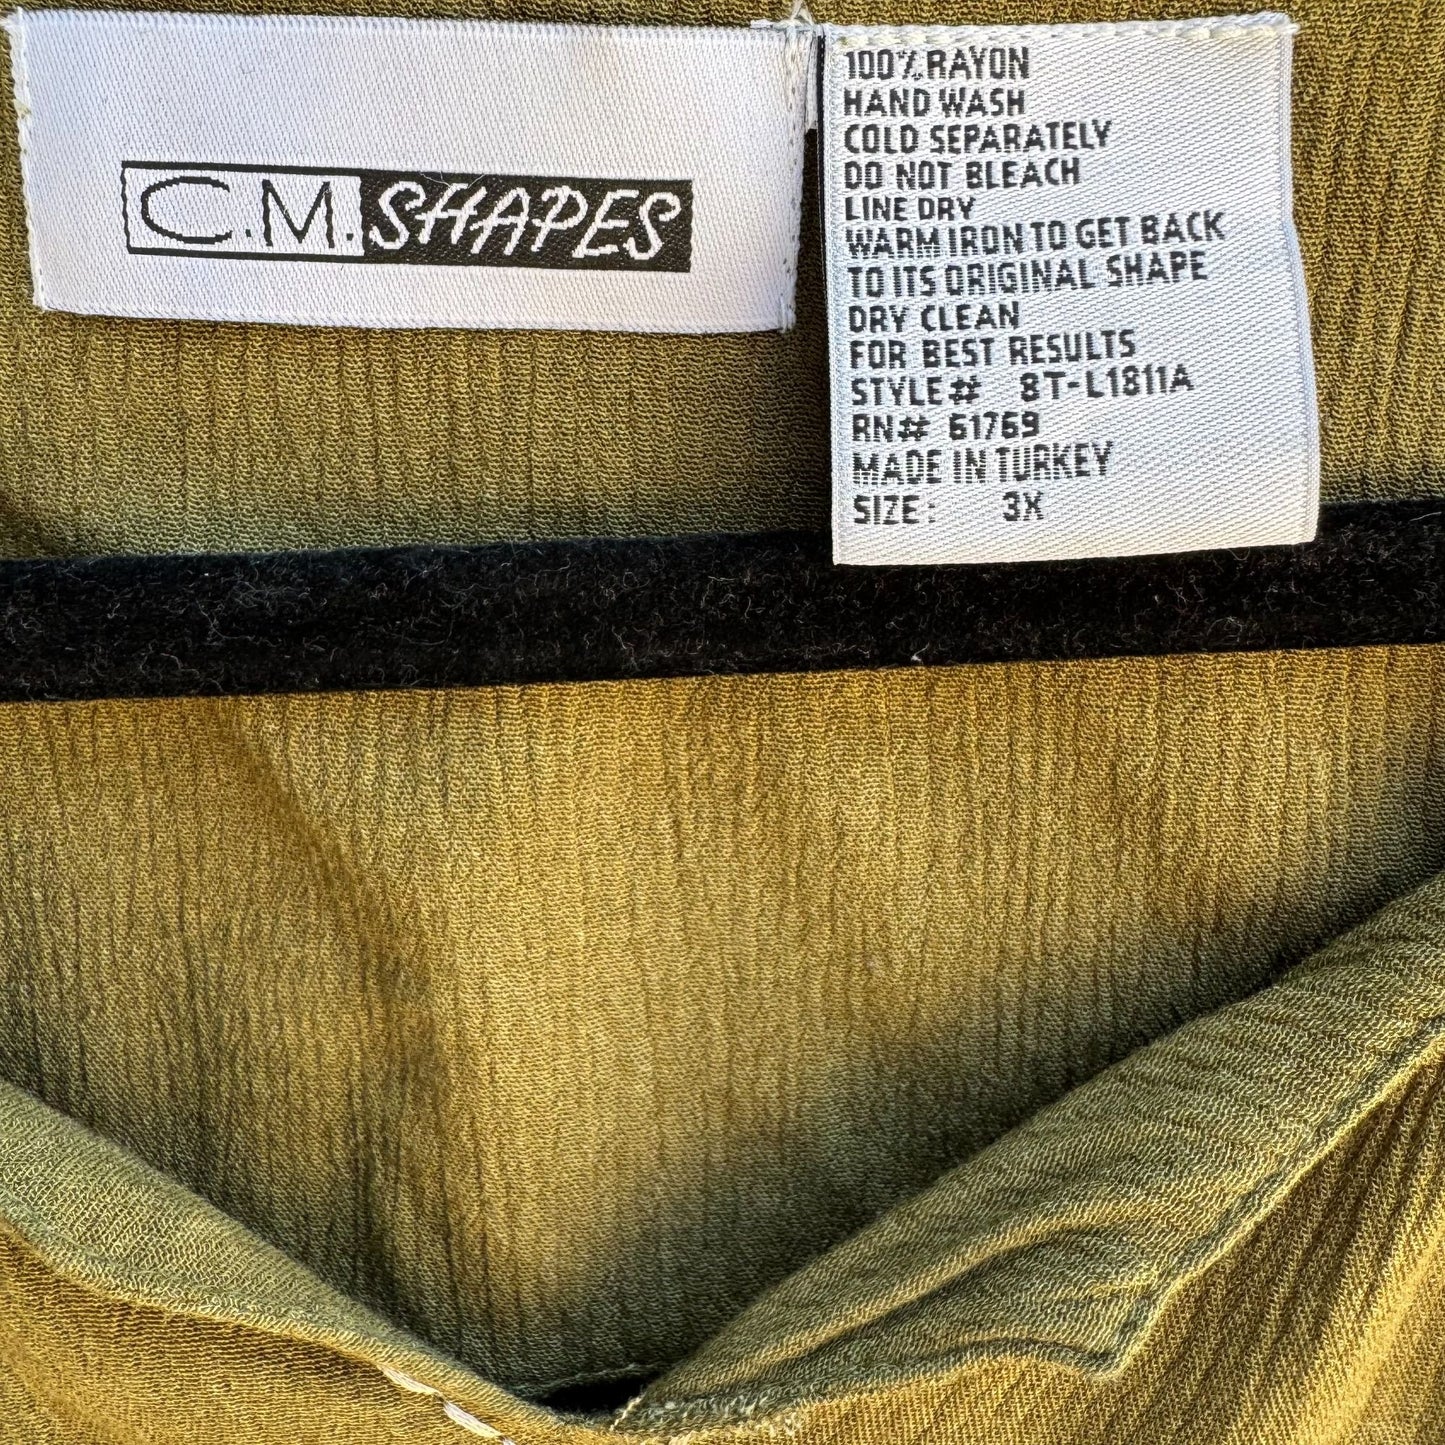 C.M. SHAPES
100% RAYON
HAND WASH
COLD SEPARATELY
DO NOT BLEACH
LINE DRY
WARM IRON TO GET BACK
TO ITS ORIGINAL SHAPE
DRY CLEAN
FOR BEST RESULTS
STYLE# 8T-L1811A
RN# 61769
MADE IN TURKEY
SIZE: 3X